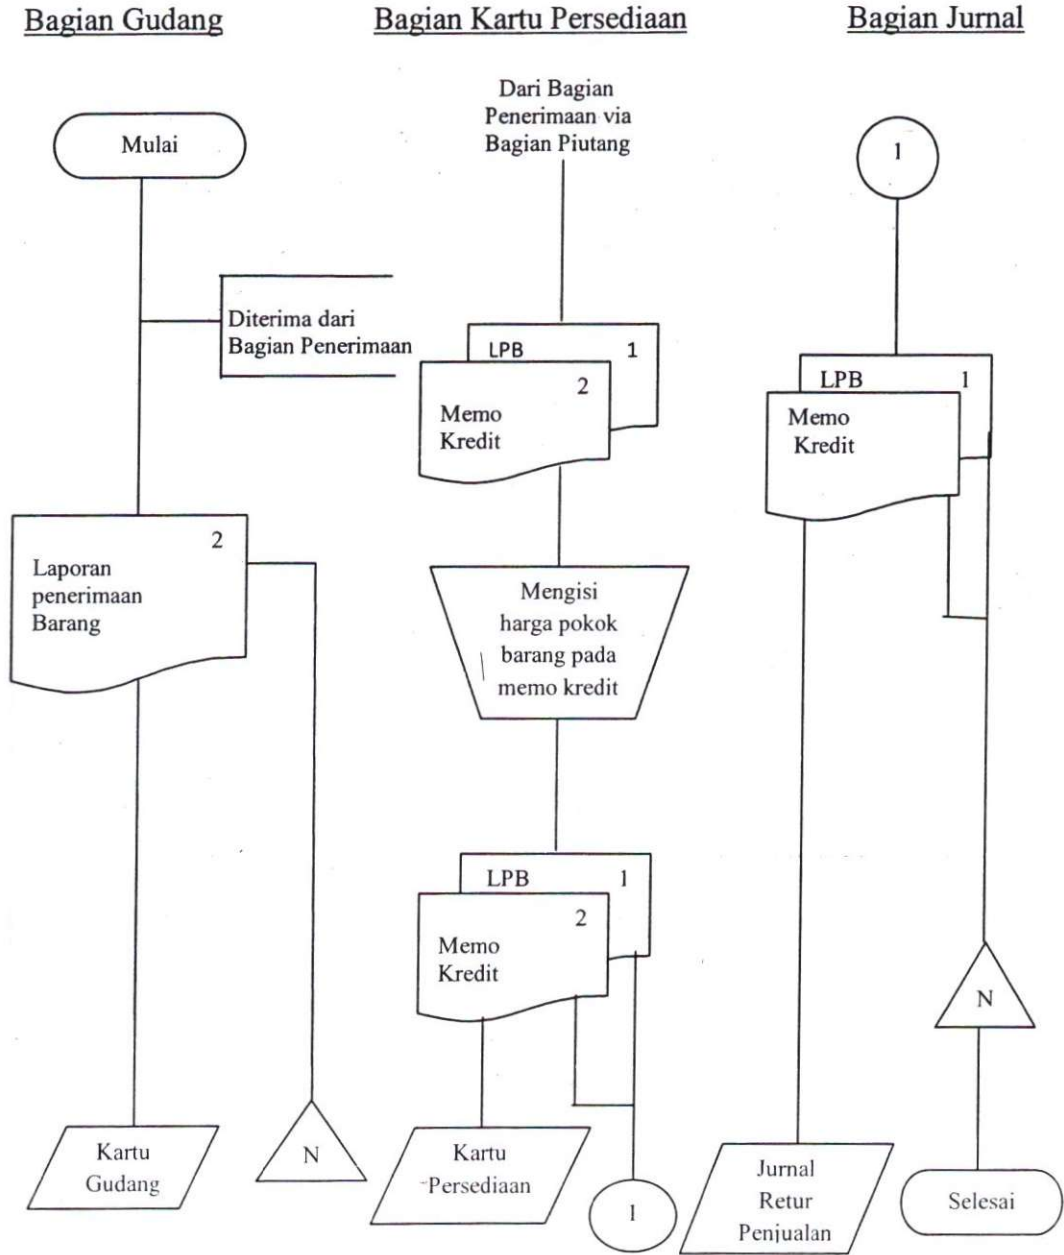 Bagian Gudang
Mulai
Diterima dari
Bagian Penerimaan
2
Laporan
penerimaan
Barang
Kartu
Gudang
N
Bagian Kartu Persediaan
Dari Bagian
Penerimaan via
Bagian Piutang
LPB 1
2
Memo
Kredit
Mengisi
harga pokok
barang pada
memo kredit
LPB 1
2
Memo
Kredit
Kartu
Persediaan
1
Bagian Jurnal
1
LPB 1
Memo
Kredit
N
Jurnal
Retur
Penjualan
Selesai